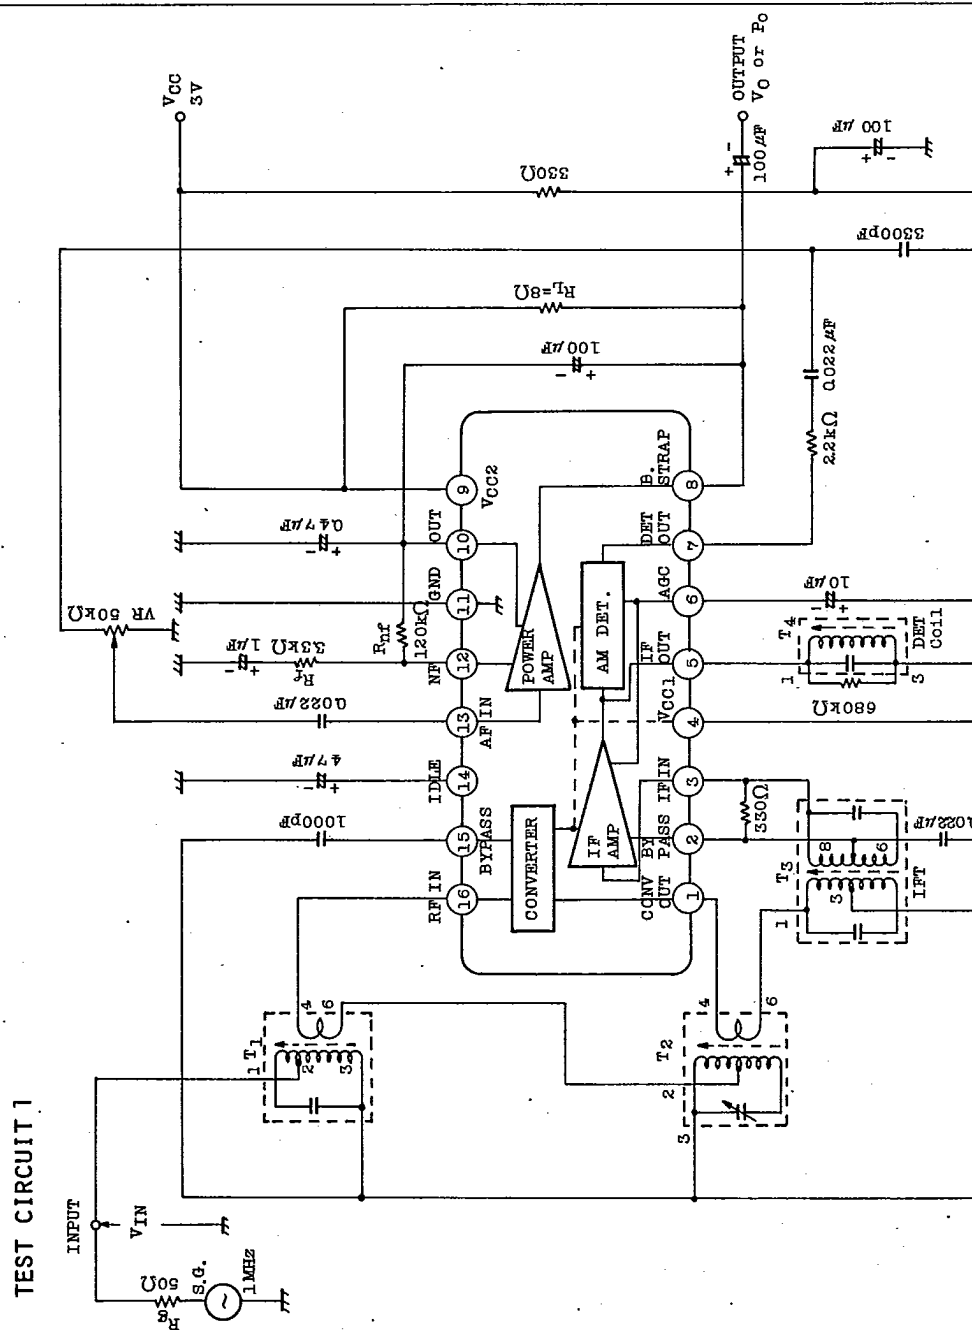 TEST CIRCUIT 1
INPUT
VIN
Rg
50Ω
S.G.
~
1MHz
VCC
3V
OUTPUT
VO or PO
+ -
100μF
100μF
+ -
330Ω
3300pF
RL=8Ω
100μF
- +
0.022μF
2.2kΩ
VR 50kΩ
0.47μF
- +
1μF
- +
3.3kΩ
Rf
Rnf
120kΩ
0.022μF
47μF
- +
1000pF
16
RF IN
15
BYPASS
14
IDLE
13
AF IN
12
NF
11
GND
10
OUT
9
VCC2
CONVERTER
IF
AMP
AM DET.
POWER
AMP
1
CONV
OUT
2
BY
PASS
3
IF IN
4
VCC1
5
IF
OUT
6
AGC
7
DET
OUT
8
B.
STRAP
T1
1
2
3
4
6
T2
2
3
4
6
T3
1
3
8
6
IFT
330Ω
0.022μF
T4
1
3
DET
Coil
680kΩ
10μF
- +